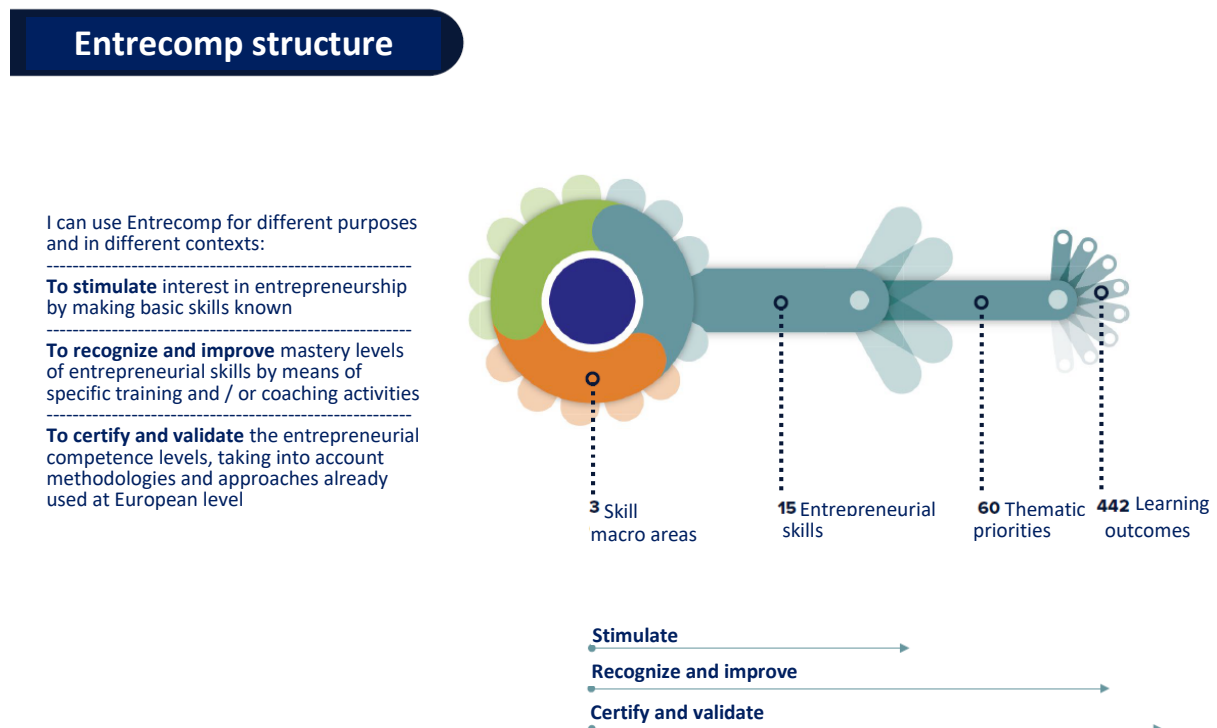 Entrecomp structure
I can use Entrecomp for different purposes
and in different contexts:
--------------------------------------------------------
To stimulate interest in entrepreneurship
by making basic skills known
--------------------------------------------------------
To recognize and improve mastery levels
of entrepreneurial skills by means of
specific training and / or coaching activities
--------------------------------------------------------
To certify and validate the entrepreneurial
competence levels, taking into account
methodologies and approaches already
used at European level
3 Skill
macro areas
15 Entrepreneurial
skills
60 Thematic
priorities
442 Learning
outcomes
Stimulate
Recognize and improve
Certify and validate